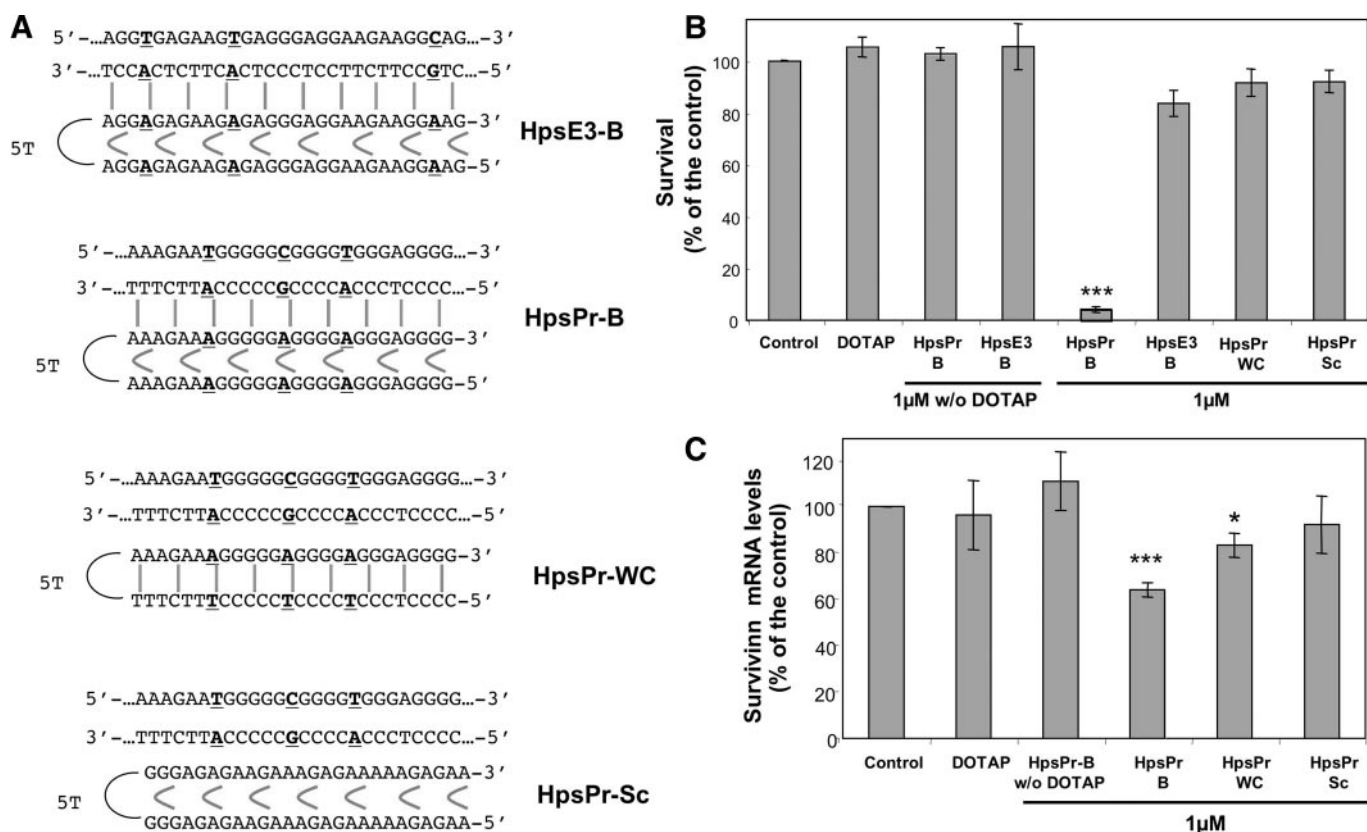 A
5’-…AGGTGAGAAGTGAGGGAGGAAGAAGGCAG…-3’
3’-…TCCACTCTTCACTCCCTCCTTCTTCCGTC…-5’
AGGAGAGAAGAGAGGGAGGAAGAAGGAAG-3’
5T
HpsE3-B
AGGAGAGAAGAGAGGGAGGAAGAAGGAAG-5’
5’-…AAAGAATGGGGGCGGGGTGGGAGGGG…-3’
3’-…TTTCTTACCCCCGCCCCACCCTCCCC…-5’
AAAGAAAGGGGGAGGGGAGGGAGGGG-3’
5T
HpsPr-B
AAAGAAAGGGGGAGGGGAGGGAGGGG-5’
5’-…AAAGAATGGGGGCGGGGTGGGAGGGG…-3’
3’-…TTTCTTACCCCCGCCCCACCCTCCCC…-5’
AAAGAAAGGGGGAGGGGAGGGAGGGG-3’
5T
HpsPr-WC
TTTCTTTCCCCCTCCCCTCCCTCCCC-5’
5’-…AAAGAATGGGGGCGGGGTGGGAGGGG…-3’
3’-…TTTCTTACCCCCGCCCCACCCTCCCC…-5’
GGGAGAGAAGAAAGAGAAAAAGAGAA-3’
5T
HpsPr-Sc
GGGAGAGAAGAAAGAGAAAAAGAGAA-5’
B
Survival
(% of the control)
100
80
60
40
20
0
***
Control DOTAP HpsPr B HpsE3 B HpsPr B HpsE3 B HpsPr WC HpsPr Sc
1µM w/o DOTAP 1µM
C
Survivinn mRNA levels
(% of the control)
120
100
80
60
40
20
0
***
*
Control DOTAP HpsPr-B w/o DOTAP HpsPr B HpsPr WC HpsPr Sc
1µM